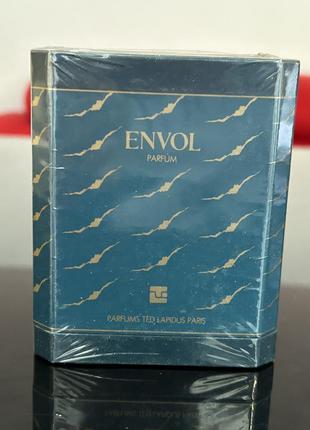 ENVOL
PARFUM
PARFUMS TED LAPIDUS PARIS